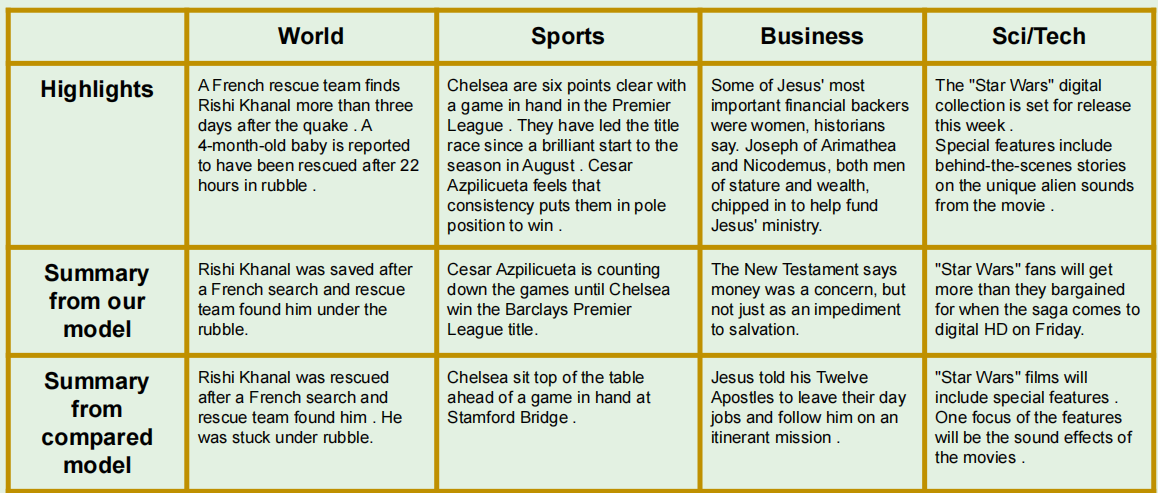 World
Sports
Business
Sci/Tech
Highlights
A French rescue team finds
Rishi Khanal more than three
days after the quake . A
4-month-old baby is reported
to have been rescued after 22
hours in rubble .
Chelsea are six points clear with
a game in hand in the Premier
League . They have led the title
race since a brilliant start to the
season in August . Cesar
Azpilicueta feels that
consistency puts them in pole
position to win .
Some of Jesus' most
important financial backers
were women, historians
say. Joseph of Arimathea
and Nicodemus, both men
of stature and wealth,
chipped in to help fund
Jesus' ministry.
The "Star Wars" digital
collection is set for release
this week .
Special features include
behind-the-scenes stories
on the unique alien sounds
from the movie .
Summary
from our
model
Rishi Khanal was saved after
a French search and rescue
team found him under the
rubble.
Cesar Azpilicueta is counting
down the games until Chelsea
win the Barclays Premier
League title.
The New Testament says
money was a concern, but
not just as an impediment
to salvation.
"Star Wars" fans will get
more than they bargained
for when the saga comes to
digital HD on Friday.
Summary
from
compared
model
Rishi Khanal was rescued
after a French search and
rescue team found him . He
was stuck under rubble.
Chelsea sit top of the table
ahead of a game in hand at
Stamford Bridge .
Jesus told his Twelve
Apostles to leave their day
jobs and follow him on an
itinerant mission .
"Star Wars" films will
include special features .
One focus of the features
will be the sound effects of
the movies .